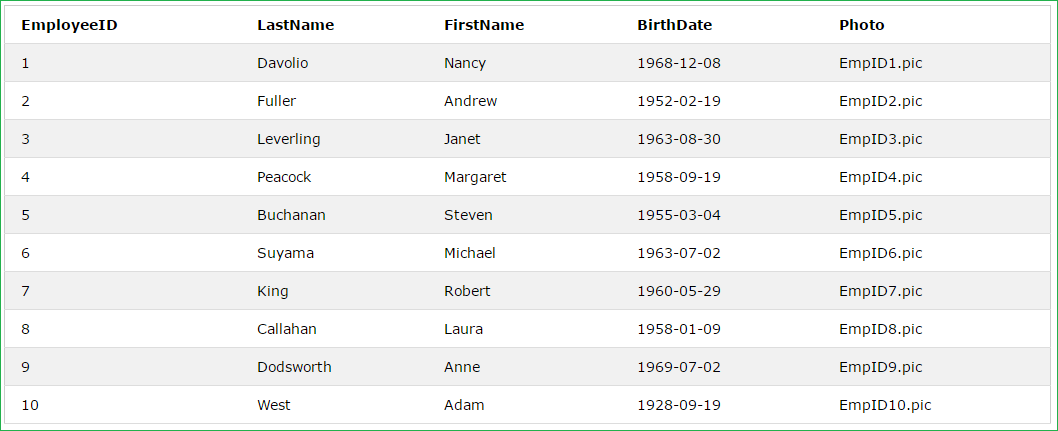 EmployeeID LastName FirstName BirthDate Photo
1 Davolio Nancy 1968-12-08 EmpID1.pic
2 Fuller Andrew 1952-02-19 EmpID2.pic
3 Leverling Janet 1963-08-30 EmpID3.pic
4 Peacock Margaret 1958-09-19 EmpID4.pic
5 Buchanan Steven 1955-03-04 EmpID5.pic
6 Suyama Michael 1963-07-02 EmpID6.pic
7 King Robert 1960-05-29 EmpID7.pic
8 Callahan Laura 1958-01-09 EmpID8.pic
9 Dodsworth Anne 1969-07-02 EmpID9.pic
10 West Adam 1928-09-19 EmpID10.pic